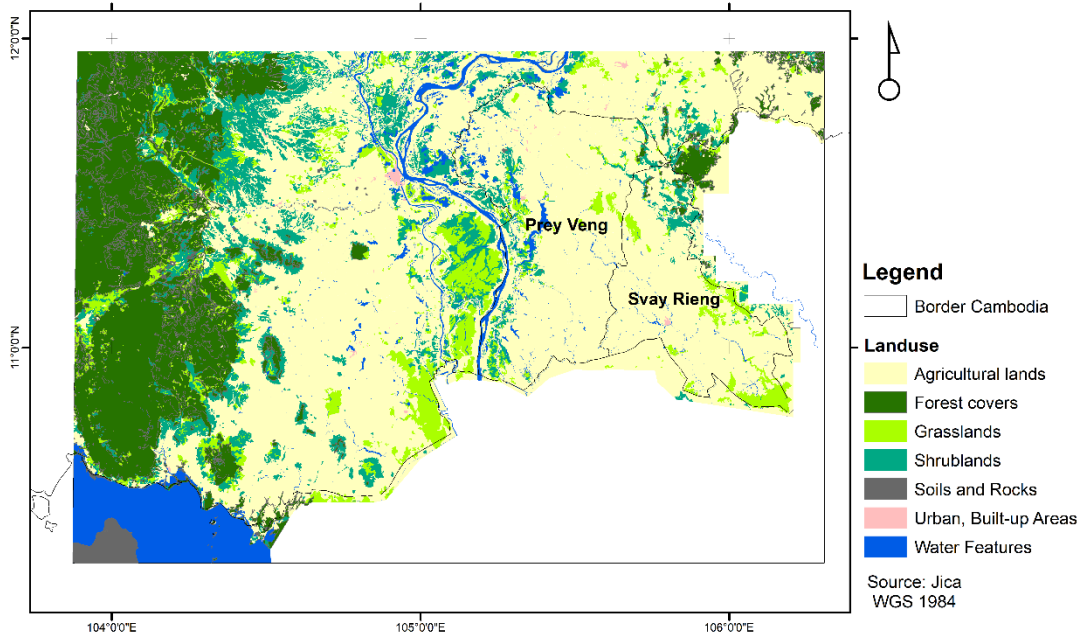 12°0'0"N
11°0'0"N
104°0'0"E
105°0'0"E
106°0'0"E
Prey Veng
Svay Rieng
Legend
Border Cambodia
Landuse
Agricultural lands
Forest covers
Grasslands
Shrublands
Soils and Rocks
Urban, Built-up Areas
Water Features
Source: Jica
WGS 1984